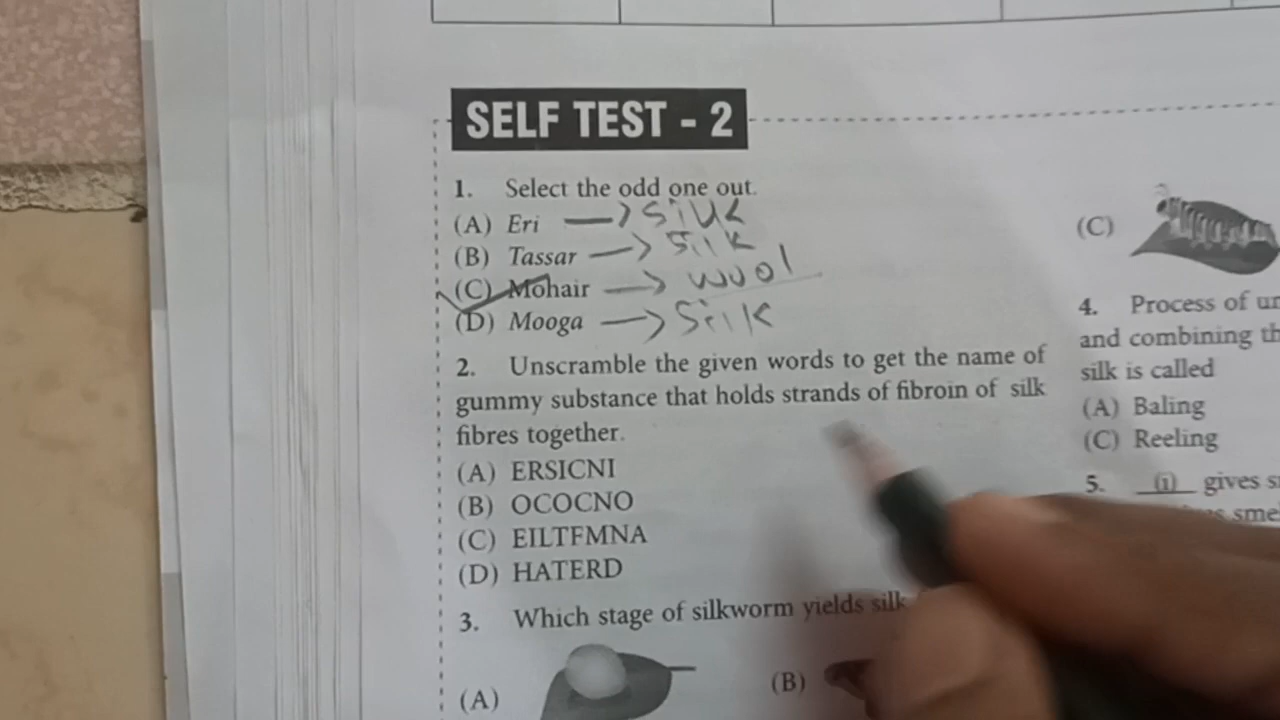 SELF TEST - 2
1. Select the odd one out.
(A) Eri → Silk
(B) Tassar → Silk
(C) Mohair → wool
(D) Mooga → Silk
2. Unscramble the given words to get the name of
gummy substance that holds strands of fibroin of silk
fibres together.
(A) ERSICNI
(B) OCOCNO
(C) EILTFMNA
(D) HATERD
3. Which stage of silkworm yields silk
(A)
(B)
(C)
4. Process of
and combining
silk is called
(A) Baling
(C) Reeling
5. (i) gives